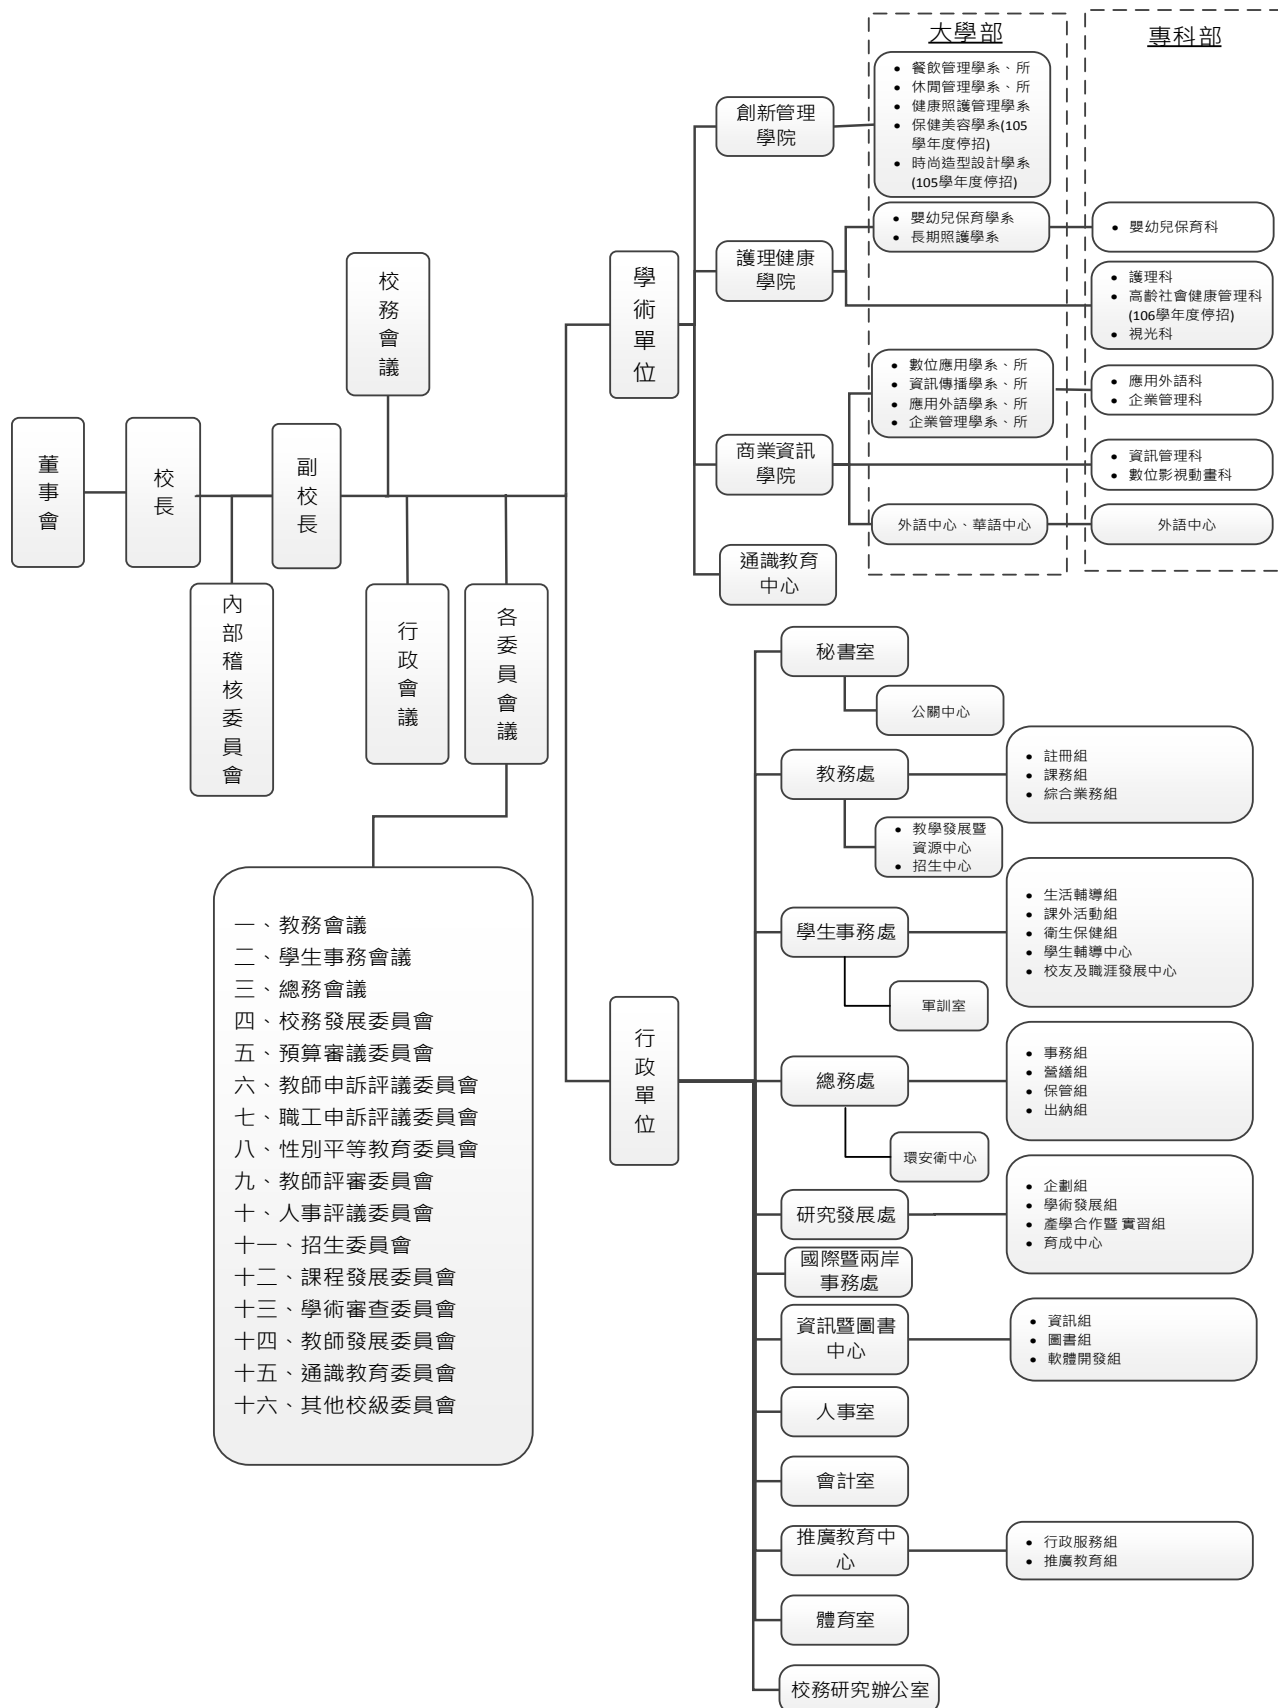 大學部
專科部
餐飲管理學系、所
休閒管理學系、所
健康照護管理學系
保健美容學系(105
學年度停招)
時尚造型設計學系
(105學年度停招)
創新管理
學院
嬰幼兒保育學系
長期照護學系
嬰幼兒保育科
護理健康
學院
護理科
高齡社會健康管理科
(106學年度停招)
視光科
校務會議
學術單位
數位應用學系、所
資訊傳播學系、所
應用外語學系、所
企業管理學系、所
應用外語科
企業管理科
商業資訊
學院
資訊管理科
數位影視動畫科
外語中心、華語中心
外語中心
通識教育
中心
董事會
校長
副校長
內部稽核委員會
行政會議
各委員會議
一、教務會議
二、學生事務會議
三、總務會議
四、校務發展委員會
五、預算審議委員會
六、教師申訴評議委員會
七、職工申訴評議委員會
八、性別平等教育委員會
九、教師評審委員會
十、人事評議委員會
十一、招生委員會
十二、課程發展委員會
十三、學術審查委員會
十四、教師發展委員會
十五、通識教育委員會
十六、其他校級委員會
行政單位
秘書室
公關中心
教務處
註冊組
課務組
綜合業務組
教學發展暨
資源中心
招生中心
學生事務處
生活輔導組
課外活動組
衛生保健組
學生輔導中心
校友及職涯發展中心
軍訓室
總務處
事務組
營繕組
保管組
出納組
環安衛中心
研究發展處
企劃組
學術發展組
產學合作暨 實習組
育成中心
國際暨兩岸
事務處
資訊暨圖書
中心
資訊組
圖書組
軟體開發組
人事室
會計室
推廣教育中
心
行政服務組
推廣教育組
體育室
校務研究辦公室